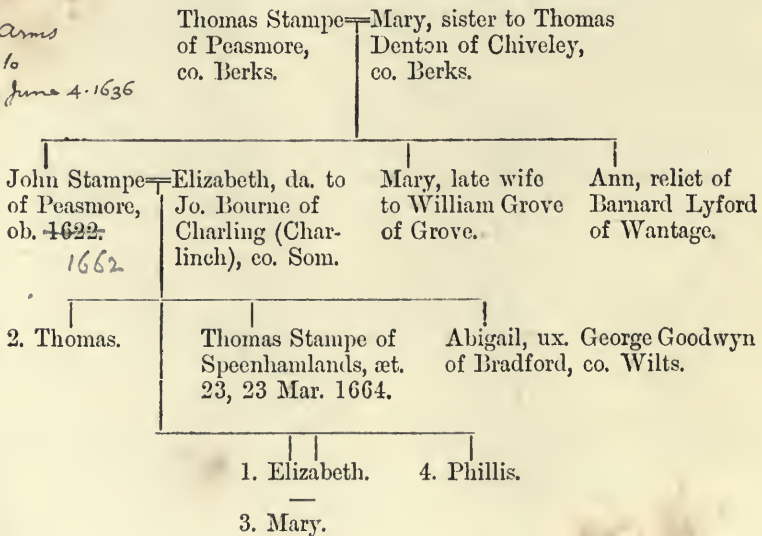 Arms
to
June 4. 1636
Thomas Stampe=Mary, sister to Thomas
of Peasmore, Denton of Chiveley,
co. Berks. co. Berks.
John Stampe=Elizabeth, da. to Mary, late wife Ann, relict of
of Peasmore, Jo. Bourne of to William Grove Barnard Lyford
ob. 1622. Charling (Char- of Grove. of Wantage.
1662 linch), co. Som.
2. Thomas. Thomas Stampe of Abigail, ux. George Goodwyn
Speenhamlands, æt. of Bradford, co. Wilts.
23, 23 Mar. 1664.
1. Elizabeth. 4. Phillis.
3. Mary.